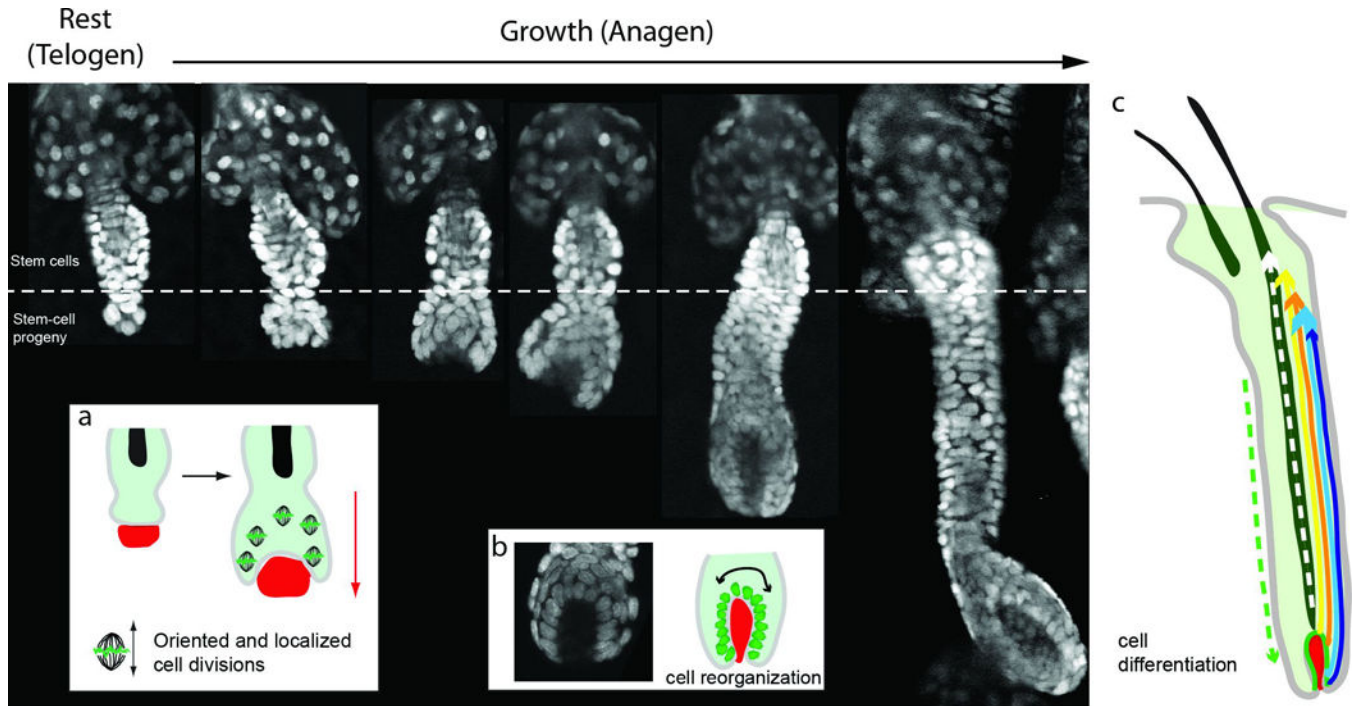 Rest
(Telogen)
Growth (Anagen)
Stem cells
Stem-cell
progeny
a
Oriented and localized
cell divisions
b
cell reorganization
c
cell
differentiation